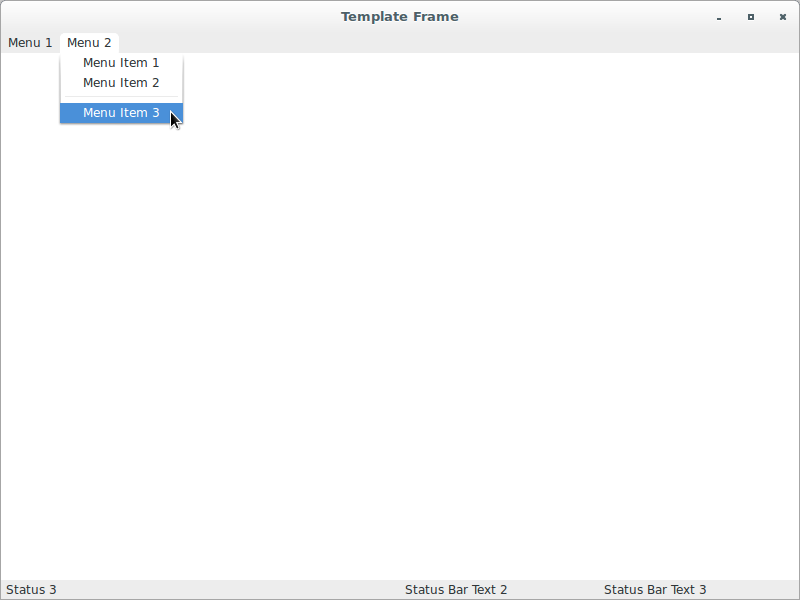 Template Frame
Menu 1 Menu 2
Menu Item 1
Menu Item 2
Menu Item 3
Status 3 Status Bar Text 2 Status Bar Text 3